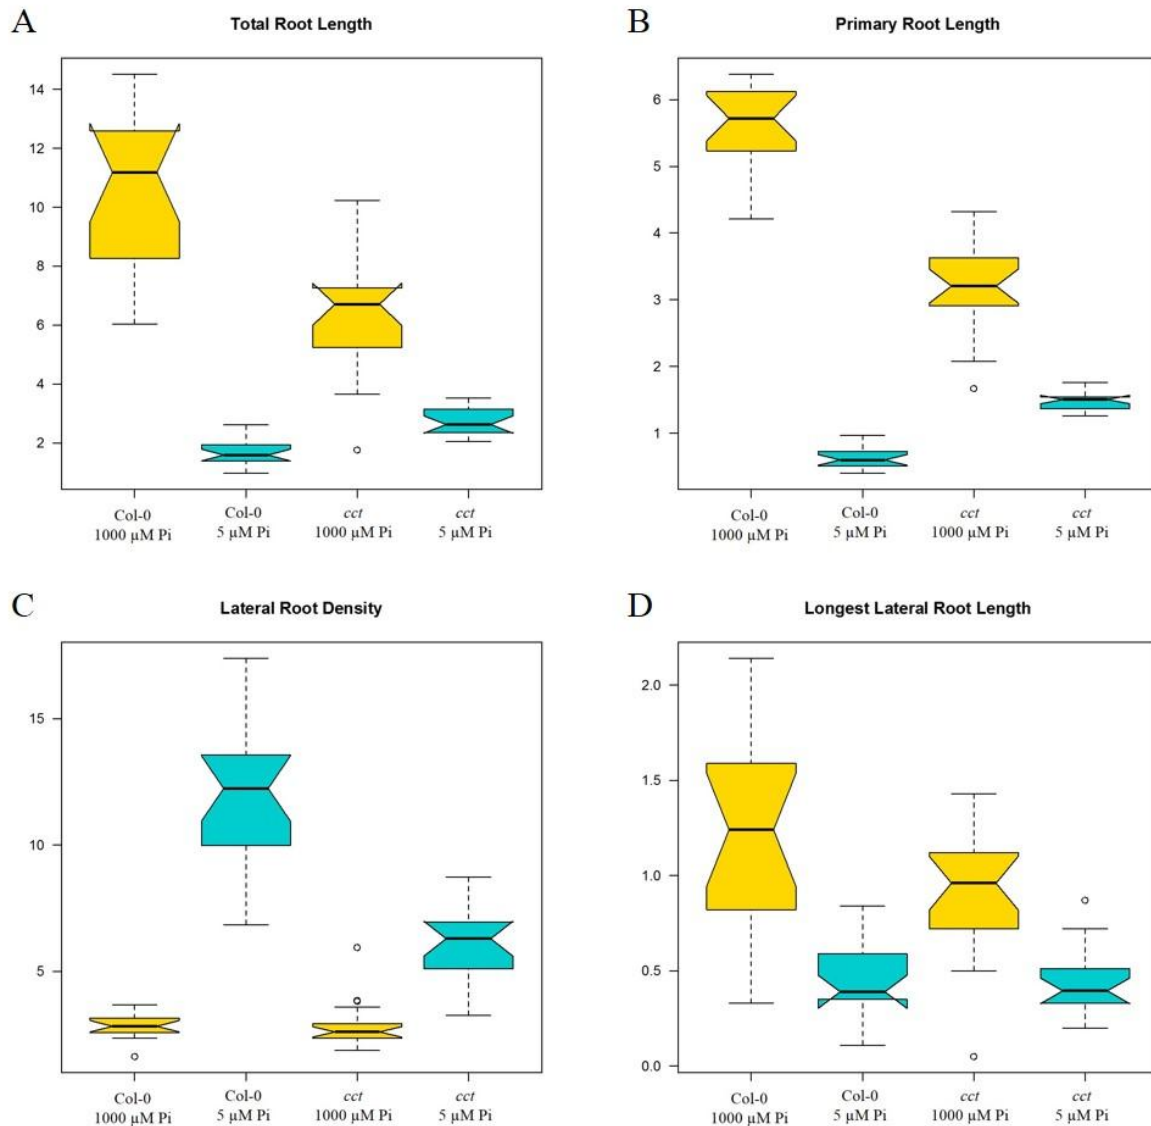 A
Total Root Length
14
12
10
8
6
4
2
Col-0
1000 µM Pi
Col-0
5 µM Pi
cct
1000 µM Pi
cct
5 µM Pi
B
Primary Root Length
6
5
4
3
2
1
Col-0
1000 µM Pi
Col-0
5 µM Pi
cct
1000 µM Pi
cct
5 µM Pi
C
Lateral Root Density
15
10
5
Col-0
1000 µM Pi
Col-0
5 µM Pi
cct
1000 µM Pi
cct
5 µM Pi
D
Longest Lateral Root Length
2.0
1.5
1.0
0.5
0.0
Col-0
1000 µM Pi
Col-0
5 µM Pi
cct
1000 µM Pi
cct
5 µM Pi